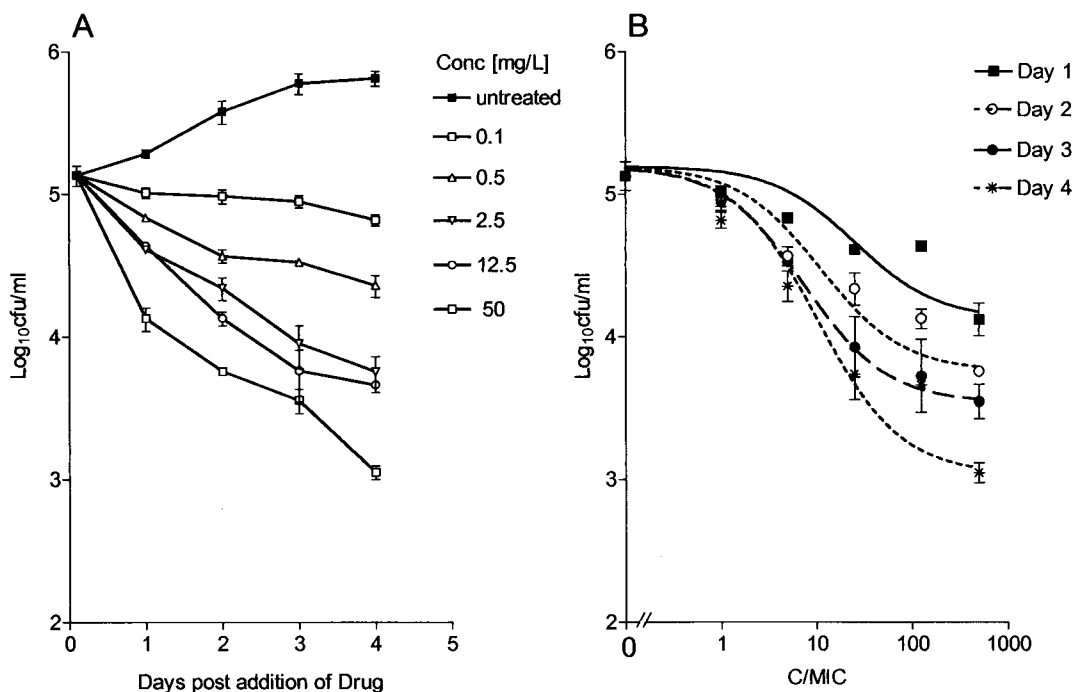 A
6
5
4
3
2
0
1
2
3
4
5
Log10cfu/ml
Days post addition of Drug
Conc [mg/L]
untreated
0.1
0.5
2.5
12.5
50
B
6
5
4
3
2
0
1
10
100
1000
Log10cfu/ml
C/MIC
Day 1
Day 2
Day 3
Day 4